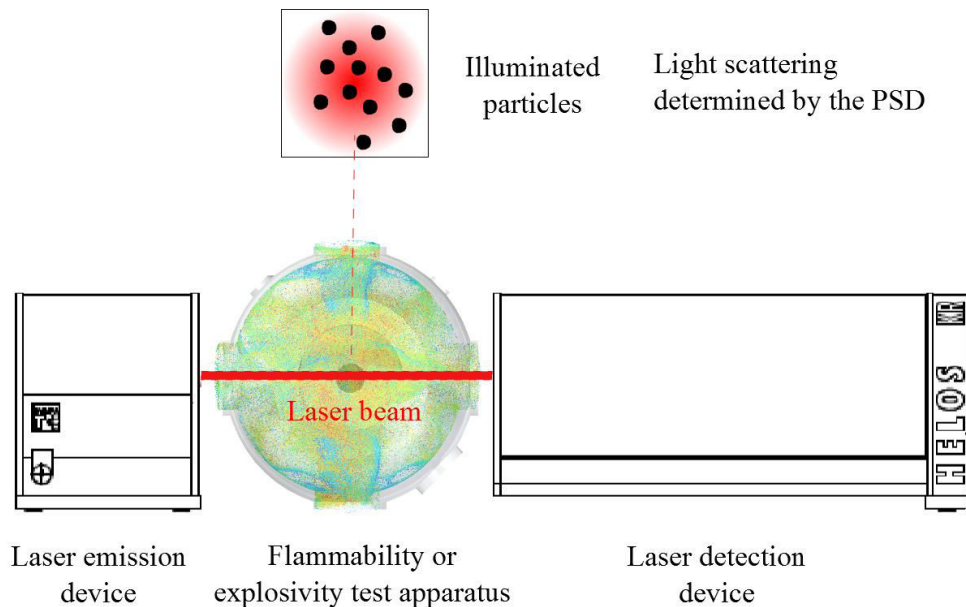 Illuminated
particles
Light scattering
determined by the PSD
Laser beam
HELOS KR
Laser emission
device
Flammability or
explosivity test apparatus
Laser detection
device